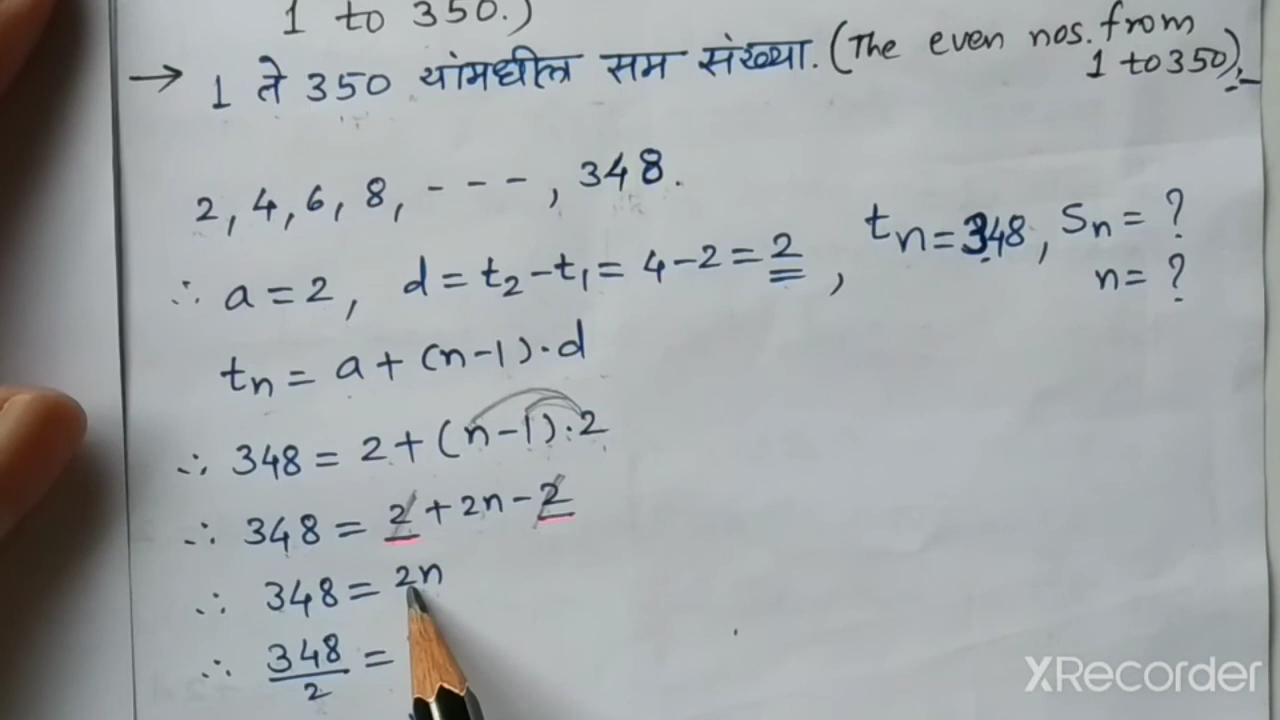 1 to 350.)
→ 1 ते 350 यांमधील सम संख्या. (The even nos. from
1 to 350).
2, 4, 6, 8, - - - , 348.
∴ a = 2, d = t₂ - t₁ = 4 - 2 = 2, tn = 348, Sn = ?
n = ?
tn = a + (n-1)·d
∴ 348 = 2 + (n-1)·2
∴ 348 = 2 + 2n - 2
∴ 348 = 2n
∴ 348/2 =
XRecorder